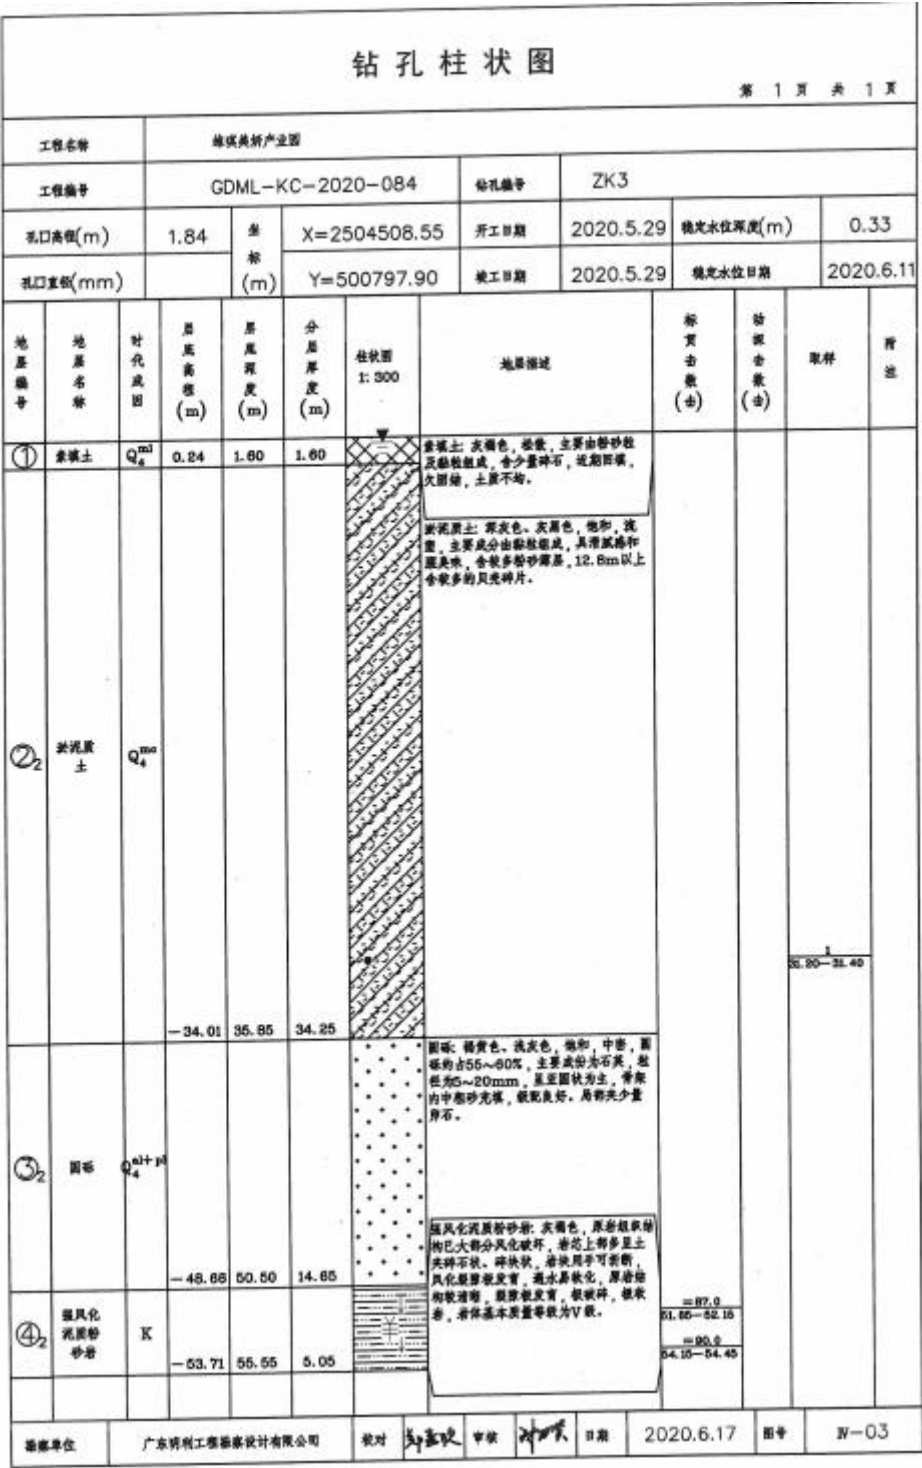 钻孔柱状图
第 1 页 共 1 页
工程名称 维琪美妍产业园
工程编号 GDML-KC-2020-084 钻孔编号 ZK3
孔口高程(m) 1.84 坐标(m) X=2504508.55 开工日期 2020.5.29 稳定水位深度(m) 0.33
孔口直径(mm) Y=500797.90 竣工日期 2020.5.29 稳定水位日期 2020.6.11
地层编号 地层名称 时代成因 层底高程(m) 层底深度(m) 分层厚度(m) 柱状图 1:300 地层描述 标贯击数(击) 动探击数(击) 取样 附注
① 素填土 Q4ml 0.24 1.60 1.60
素填土: 灰褐色，松散，主要由粉砂粒
及黏粒组成，含少量碎石，近期回填，
欠固结，土质不均。
②2 淤泥质土 Q4mc -34.01 35.85 34.25
淤泥质土: 深灰色、灰黑色，饱和，流
塑，主要成分由黏粒组成，具滑腻感和
腥臭味，含较多粉砂薄层，12.8m以上
含较多的贝壳碎片。
1
31.20-31.40
③2 圆砾 Q4al+pl -48.66 50.50 14.65
圆砾: 褐黄色、浅灰色，饱和，中密，圆
砾约占55~60%，主要成份为石英，粒
径为5~20mm，呈亚圆状为主，骨架
内中粗砂充填，级配良好。局部夹少量
卵石。
④2 强风化泥质粉砂岩 K -53.71 55.55 5.05
强风化泥质粉砂岩: 灰褐色，原岩组织结
构已大部分风化破坏，岩芯上部多呈土
夹碎石状、碎块状，岩块用手可折断，
风化裂隙极发育，遇水易软化，原岩结
构较清晰，裂隙极发育，极破碎，极软
岩，岩体基本质量等级为V级。
=87.0
51.85-52.15
=90.0
54.15-54.45
勘察单位 广东明利工程勘察设计有限公司 校对 审核 日期 2020.6.17 图号 IV-03